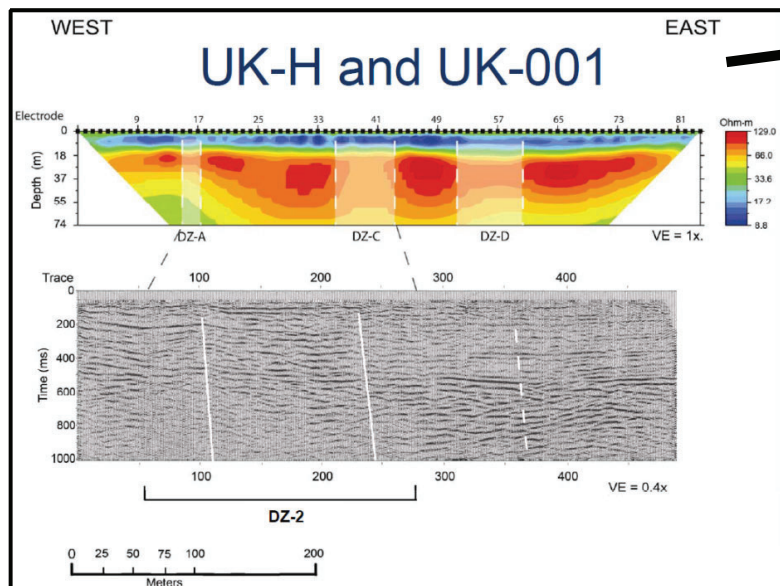 WEST EAST
UK-H and UK-001
Electrode 9 17 25 33 41 49 57 65 73 81 Ohm-m
Depth (m) 0 18 37 55 74
129.0
66.0
33.6
17.2
8.8
DZ-A DZ-C DZ-D VE = 1x.
Trace 100 200 300 400
Time (ms) 0 200 400 600 800 1000
100 200 300 400 VE = 0.4x
DZ-2
0 25 50 75 100 200
Meters